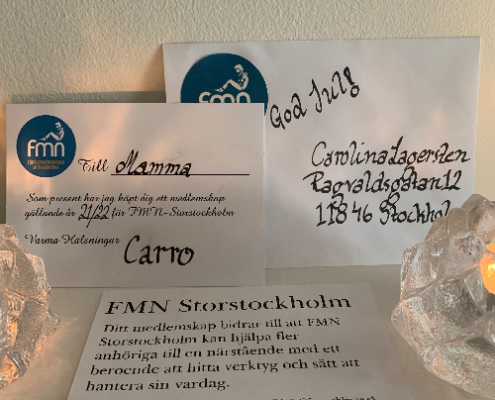 fmn
God Jul!
Carolina Lagersten
Ragvaldsgatan 12
118 46 Stockhol
fmn
Till Mamma
Som present har jag köpt dig ett medlemskap
gällande år 21/22 för FMN-Storstockholm
Varma Hälsningar
Carro
FMN Storstockholm
Ditt medlemskap bidrar till att FMN
Storstockholm kan hjälpa fler
anhöriga till en närstående med ett
beroende att hitta verktyg och sätt att
hantera sin vardag.